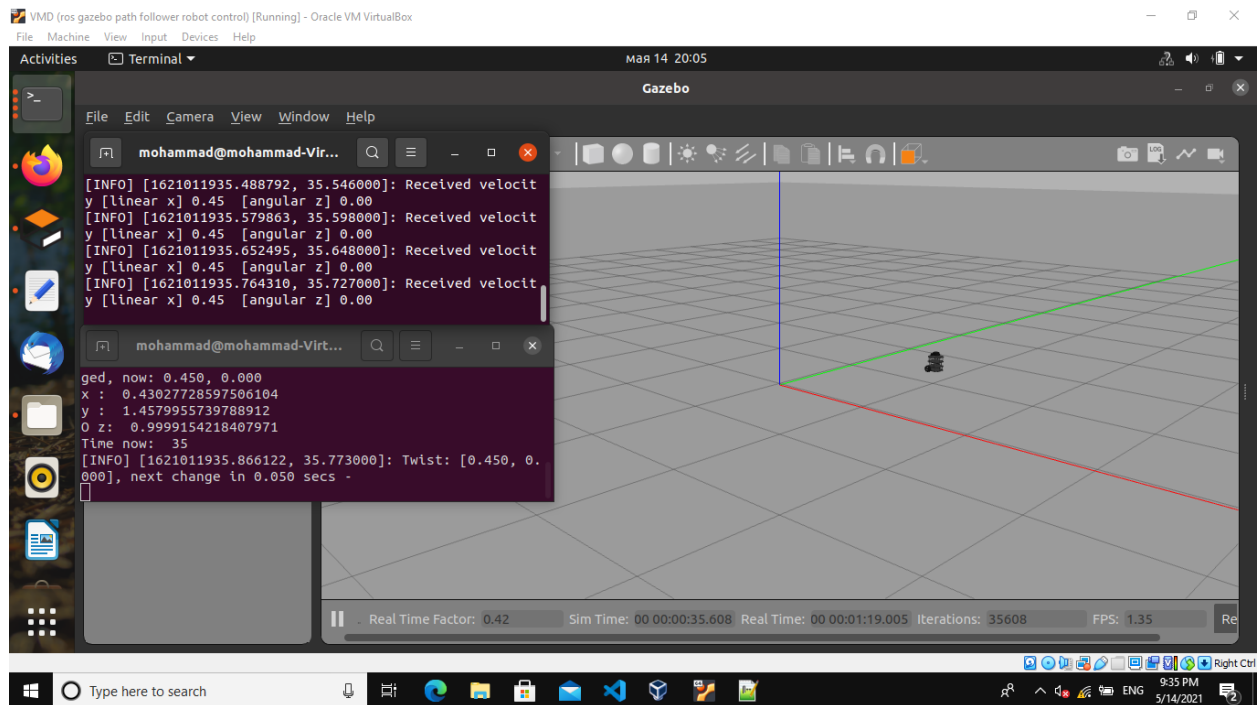 VMD (ros gazebo path follower robot control) [Running] - Oracle VM VirtualBox
File Machine View Input Devices Help
Activities Terminal мая 14 20:05
Gazebo
File Edit Camera View Window Help
mohammad@mohammad-Vir...
[INFO] [1621011935.488792, 35.546000]: Received velocit
y [linear x] 0.45 [angular z] 0.00
[INFO] [1621011935.579863, 35.598000]: Received velocit
y [linear x] 0.45 [angular z] 0.00
[INFO] [1621011935.652495, 35.648000]: Received velocit
y [linear x] 0.45 [angular z] 0.00
[INFO] [1621011935.764310, 35.727000]: Received velocit
y [linear x] 0.45 [angular z] 0.00
mohammad@mohammad-Virt...
ged, now: 0.450, 0.000
x : 0.43027728597506104
y : 1.4579955739788912
O z: 0.9999154218407971
Time now: 35
[INFO] [1621011935.866122, 35.773000]: Twist: [0.450, 0.
000], next change in 0.050 secs -
LOG
Real Time Factor: 0.42 Sim Time: 00 00:00:35.608 Real Time: 00 00:01:19.005 Iterations: 35608 FPS: 1.35 Re
Right Ctrl
Type here to search
ENG
9:35 PM
5/14/2021
2